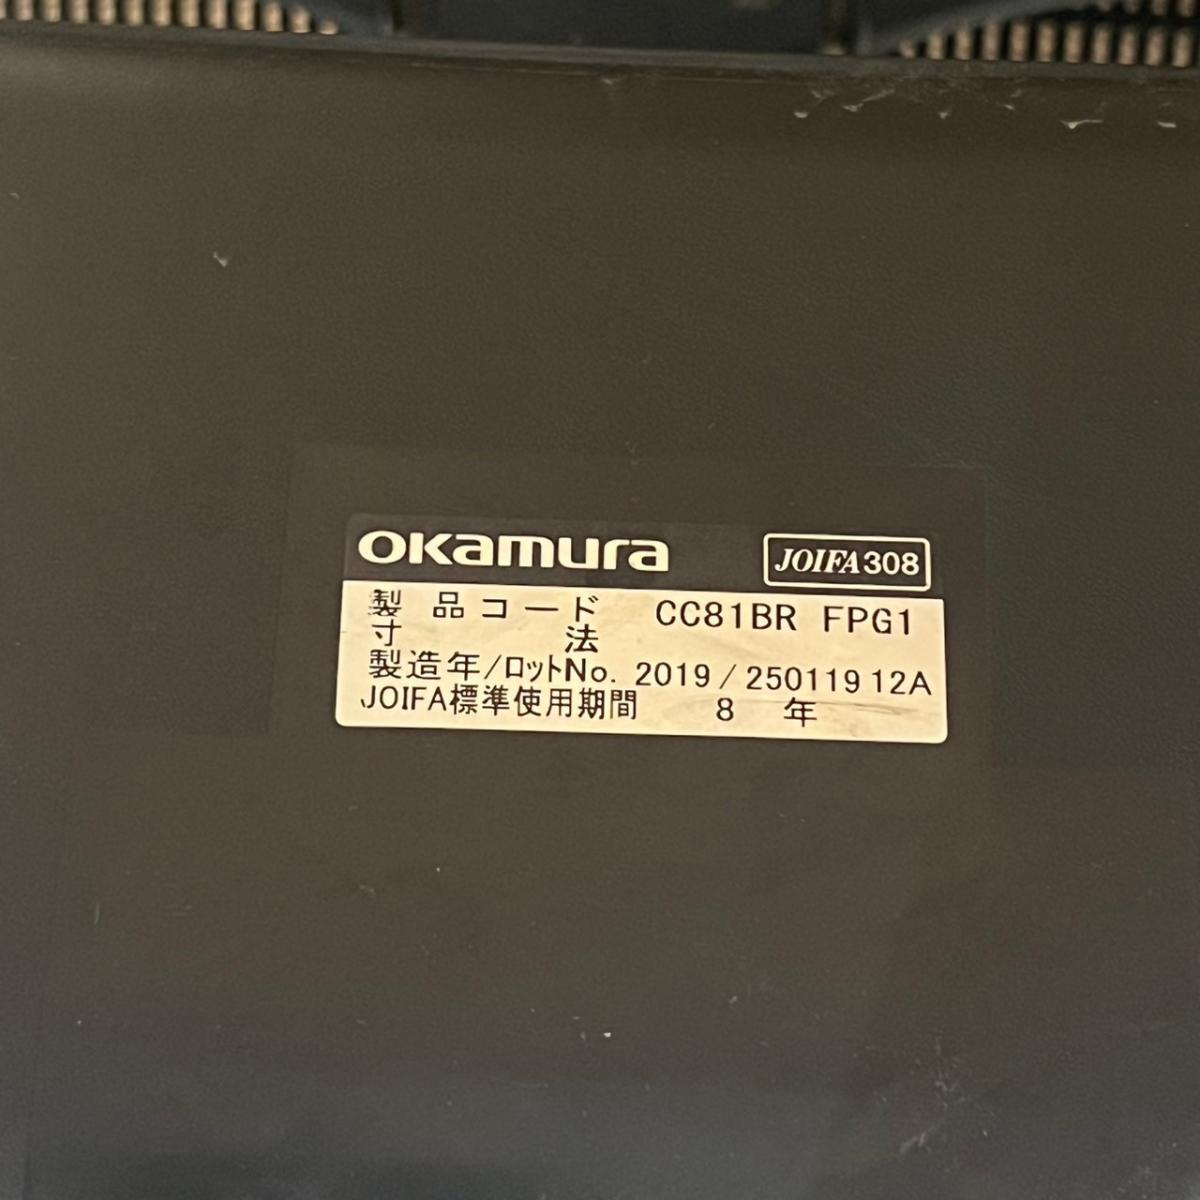 okamura JOIFA308
製品コード CC81BR FPG1
寸法
製造年/ロットNo. 2019/25011912A
JOIFA標準使用期間 8 年